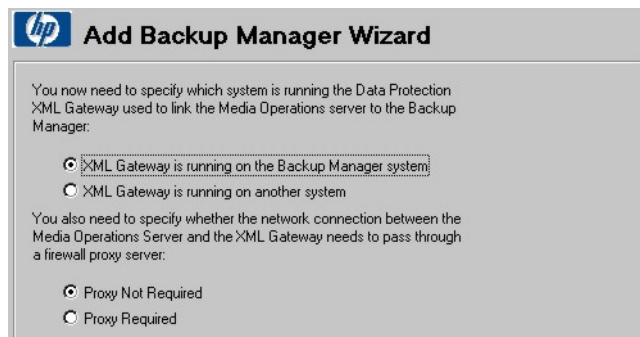 hp
Add Backup Manager Wizard
You now need to specify which system is running the Data Protection
XML Gateway used to link the Media Operations server to the Backup
Manager:
XML Gateway is running on the Backup Manager system
XML Gateway is running on another system
You also need to specify whether the network connection between the
Media Operations Server and the XML Gateway needs to pass through
a firewall proxy server:
Proxy Not Required
Proxy Required